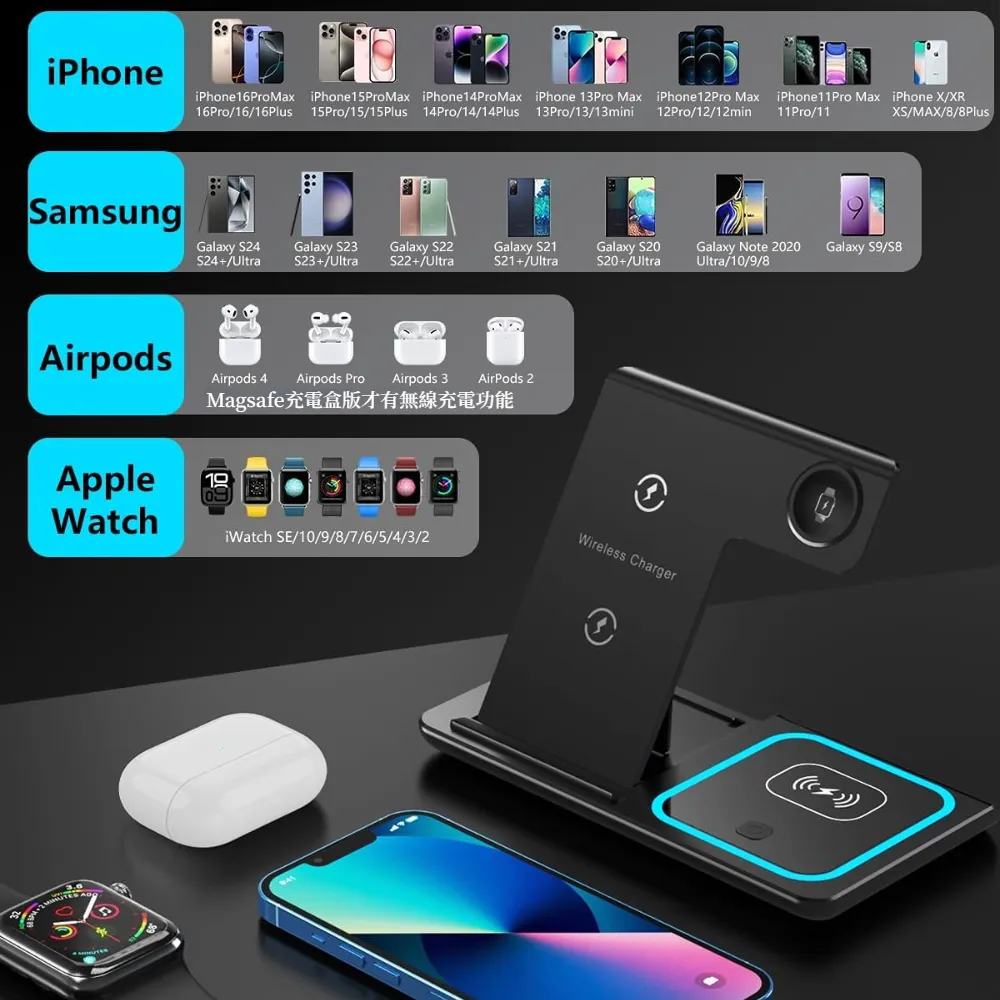 iPhone
iPhone16ProMax
16Pro/16/16Plus
iPhone15ProMax
15Pro/15/15Plus
iPhone14ProMax
14Pro/14/14Plus
iPhone 13Pro Max
13Pro/13/13mini
iPhone12Pro Max
12Pro/12/12min
iPhone11Pro Max
11Pro/11
iPhone X/XR
XS/MAX/8/8Plus
Samsung
Galaxy S24
S24+/Ultra
Galaxy S23
S23+/Ultra
Galaxy S22
S22+/Ultra
Galaxy S21
S21+/Ultra
Galaxy S20
S20+/Ultra
Galaxy Note 2020
Ultra/10/9/8
Galaxy S9/S8
Airpods
Airpods 4
Airpods Pro
Airpods 3
AirPods 2
Magsafe充電盒版才有無線充電功能
Apple
Watch
iWatch SE/10/9/8/7/6/5/4/3/2
Wireless Charger
9:41